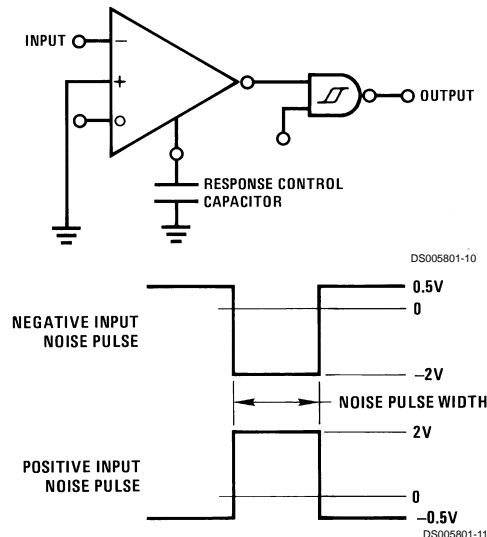 INPUT
−
+
OUTPUT
RESPONSE CONTROL
CAPACITOR
DS005801-10
0.5V
0
NEGATIVE INPUT
NOISE PULSE
−2V
NOISE PULSE WIDTH
2V
POSITIVE INPUT
NOISE PULSE
0
−0.5V
DS005801-11